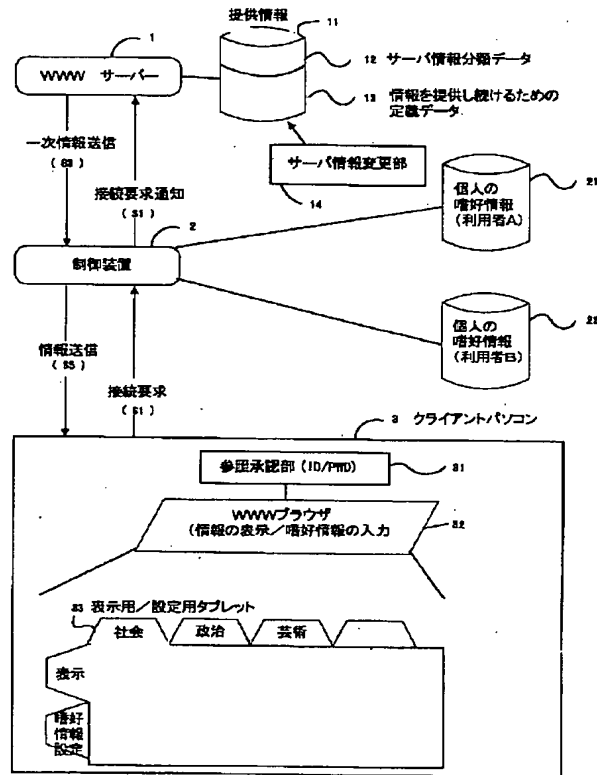 提供情報
11
1
WWW サーバー
12 サーバ情報分類データ
13 情報を提供し続けるための
定義データ
一次情報送信
(S3)
接続要求通知
(S1)
サーバ情報変更部
14
21
個人の
嗜好情報
(利用者A)
2
制御装置
22
個人の
嗜好情報
(利用者B)
情報送信
(S5)
接続要求
(S1)
3 クライアントパソコン
参照承認部 (ID/PWD)
31
WWWブラウザ
(情報の表示/嗜好情報の入力
32
33 表示用/設定用タブレット
社会
政治
芸術
表示
嗜好
情報
設定